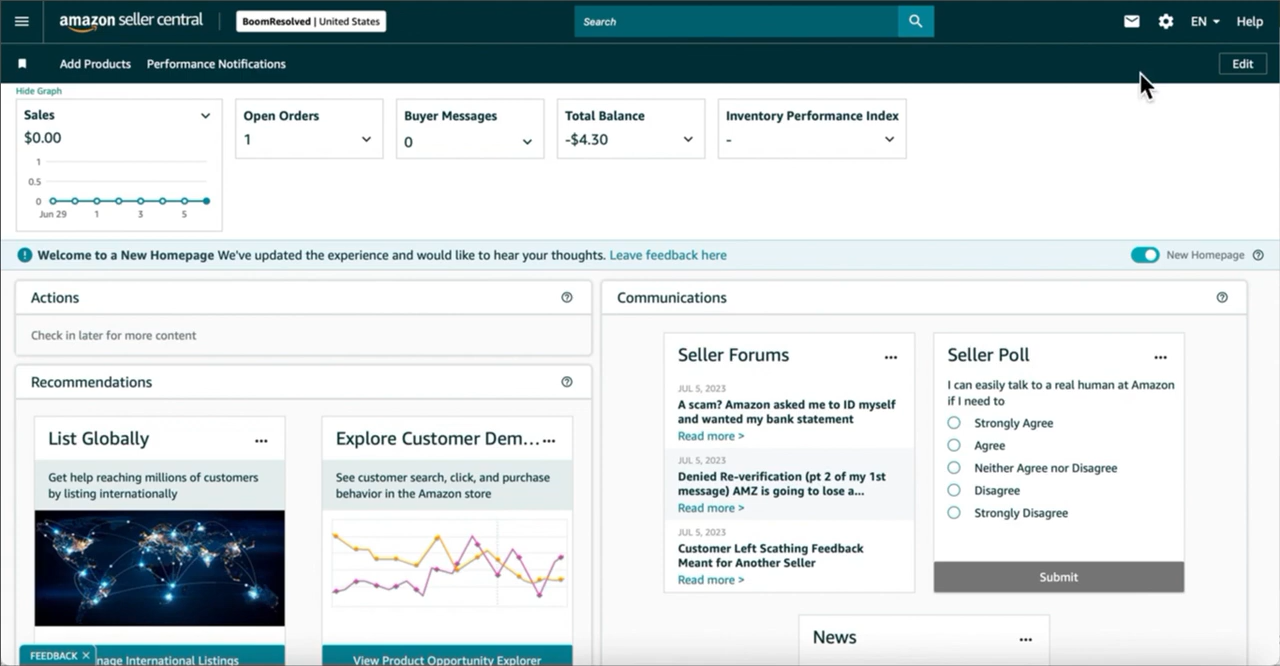 amazon seller central
BoomResolved | United States
Search
EN
Help
Add Products
Performance Notifications
Edit
Hide Graph
Sales
$0.00
1
0.5
0
Jun 29
1
3
5
Open Orders
1
Buyer Messages
0
Total Balance
-$4.30
Inventory Performance Index
-
Welcome to a New Homepage We've updated the experience and would like to hear your thoughts. Leave feedback here
New Homepage
Actions
Check in later for more content
Recommendations
List Globally
...
Get help reaching millions of customers
by listing internationally
nage International Listings
Explore Customer Dem...
...
See customer search, click, and purchase
behavior in the Amazon store
View Product Opportunity Explorer
FEEDBACK X
Communications
Seller Forums
...
JUL 5, 2023
A scam? Amazon asked me to ID myself
and wanted my bank statement
Read more >
JUL 5, 2023
Denied Re-verification (pt 2 of my 1st
message) AMZ is going to lose a...
Read more >
JUL 5, 2023
Customer Left Scathing Feedback
Meant for Another Seller
Read more >
Seller Poll
...
I can easily talk to a real human at Amazon
if I need to
Strongly Agree
Agree
Neither Agree nor Disagree
Disagree
Strongly Disagree
Submit
News
...